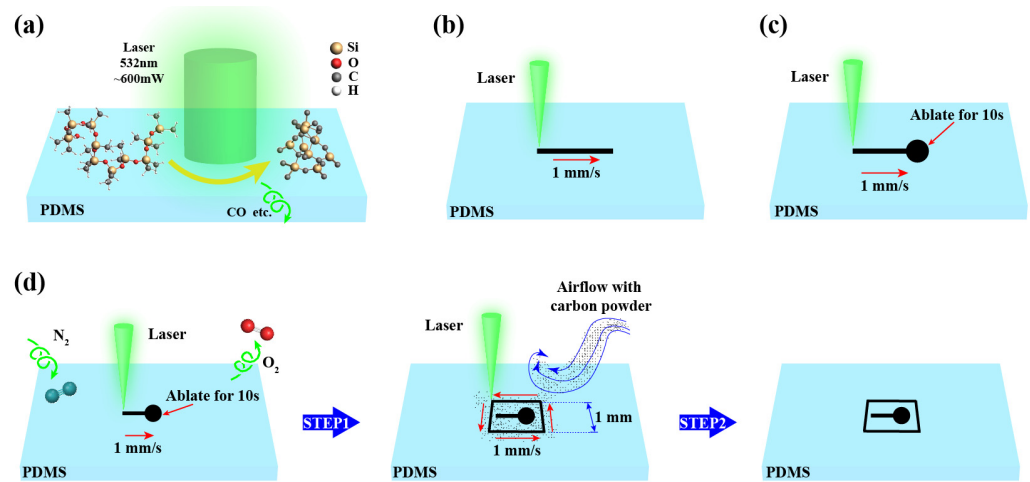 (a)
Laser
532nm
~600mW
Si
O
C
H
PDMS
CO etc.
(b)
Laser
1 mm/s
PDMS
(c)
Laser
Ablate for 10s
1 mm/s
PDMS
(d)
N2
Laser
O2
Ablate for 10s
1 mm/s
PDMS
STEP1
Airflow with
carbon powder
Laser
1 mm
1 mm/s
PDMS
STEP2
PDMS